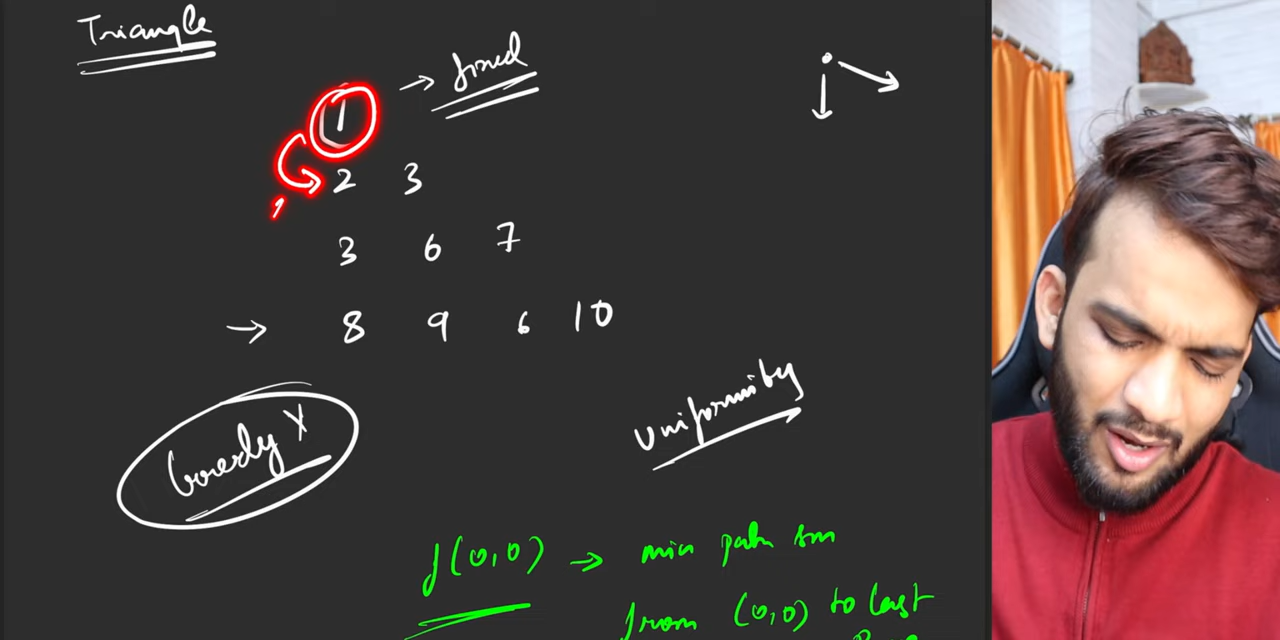 Triangle
1 → fixed
2 3
3 6 7
→ 8 9 6 10
Greedy X
uniformity
f(0,0) → min path sum
from (0,0) to last